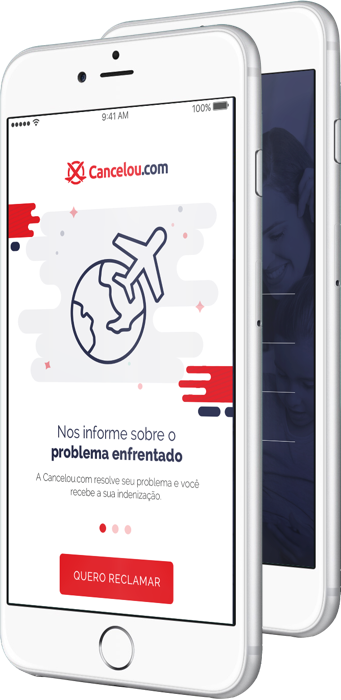 9:41 AM
100%
Cancelou.com
Nos informe sobre o
problema enfrentado
A Cancelou.com resolve seu problema e você
recebe a sua indenização.
QUERO RECLAMAR